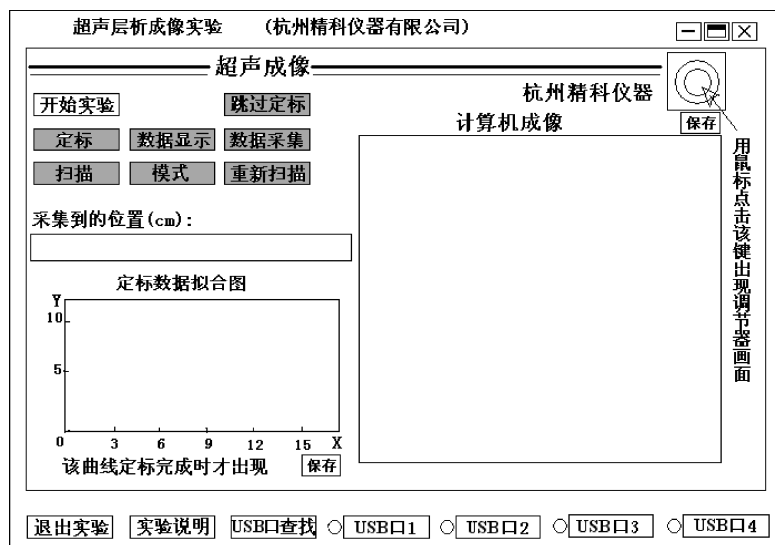 超声层析成像实验 (杭州精科仪器有限公司)
超声成像
杭州精科仪器
开始实验 跳过定标
定标 数据显示 数据采集
扫描 模式 重新扫描
计算机成像 保存
用鼠标点击该键出现调节器画面
采集到的位置(cm):
定标数据拟合图
Y
10
5
0 3 6 9 12 15 X
该曲线定标完成时才出现 保存
退出实验 实验说明 USB口查找 USB口1 USB口2 USB口3 USB口4